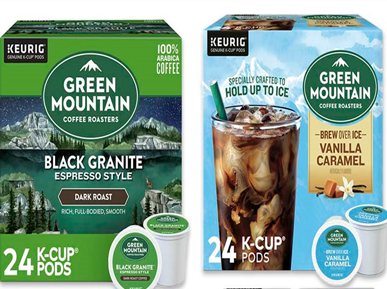 KEURIG
GENUINE K-CUP® PODS
100%
ARABICA
COFFEE
GREEN
MOUNTAIN
COFFEE ROASTERS
BLACK GRANITE
ESPRESSO STYLE
DARK ROAST
RICH, FULL-BODIED, SMOOTH
24 K-CUP®
PODS
GREEN
MOUNTAIN
BLACK GRANITE
KEURIG
GENUINE K-CUP® PODS
SPECIALLY CRAFTED TO
HOLD UP TO ICE
GREEN
MOUNTAIN
COFFEE ROASTERS
BREW OVER ICE
VANILLA
CARAMEL
24 K-CUP®
PODS
GREEN
MOUNTAIN
VANILLA
CARAMEL